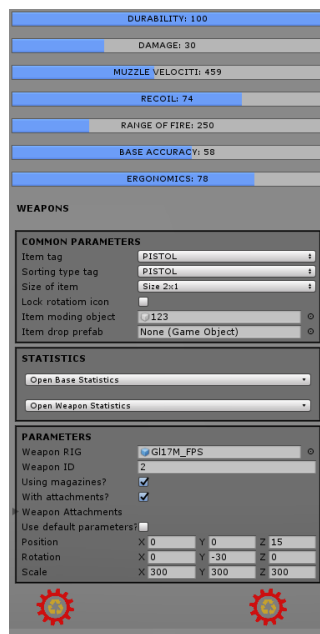 DURABILITY: 100
DAMAGE: 30
MUZZLE VELOCITI: 459
RECOIL: 74
RANGE OF FIRE: 250
BASE ACCURACY: 58
ERGONOMICS: 78
WEAPONS
COMMON PARAMETERS
Item tag PISTOL
Sorting type tag PISTOL
Size of item Size 2x1
Lock rotatiom icon
Item moding object 123
Item drop prefab None (Game Object)
STATISTICS
Open Base Statistics
Open Weapon Statistics
PARAMETERS
Weapon RIG Gl17M_FPS
Weapon ID 2
Using magazines?
With attachments?
Weapon Attachments
Use default parameters?
Position X 0 Y 0 Z 15
Rotation X 0 Y -30 Z 0
Scale X 300 Y 300 Z 300